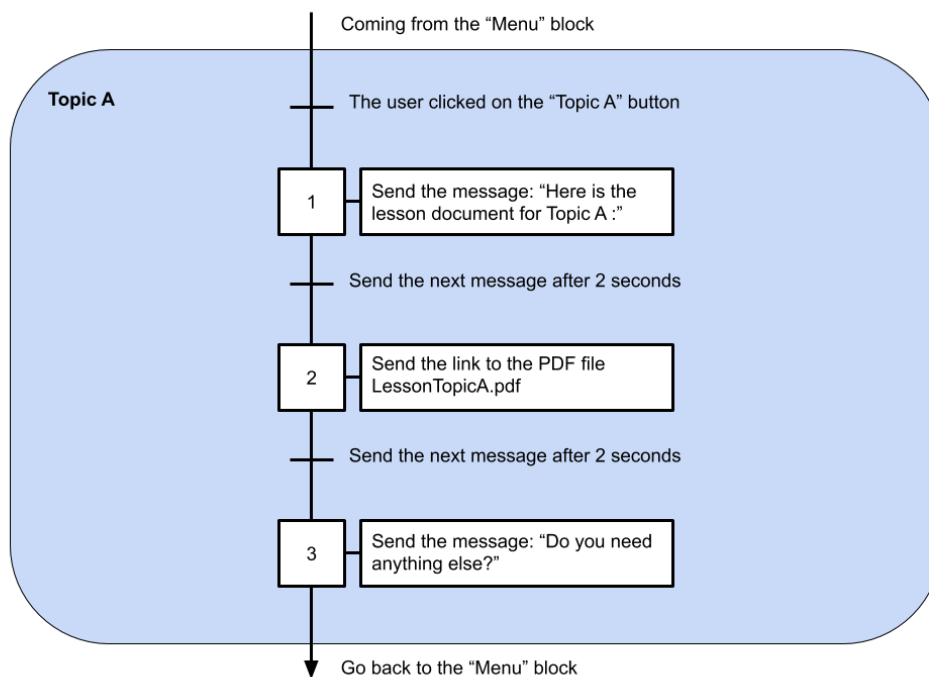 Coming from the “Menu” block
Topic A
The user clicked on the “Topic A” button
1
Send the message: “Here is the
lesson document for Topic A :”
Send the next message after 2 seconds
2
Send the link to the PDF file
LessonTopicA.pdf
Send the next message after 2 seconds
3
Send the message: “Do you need
anything else?”
Go back to the “Menu” block